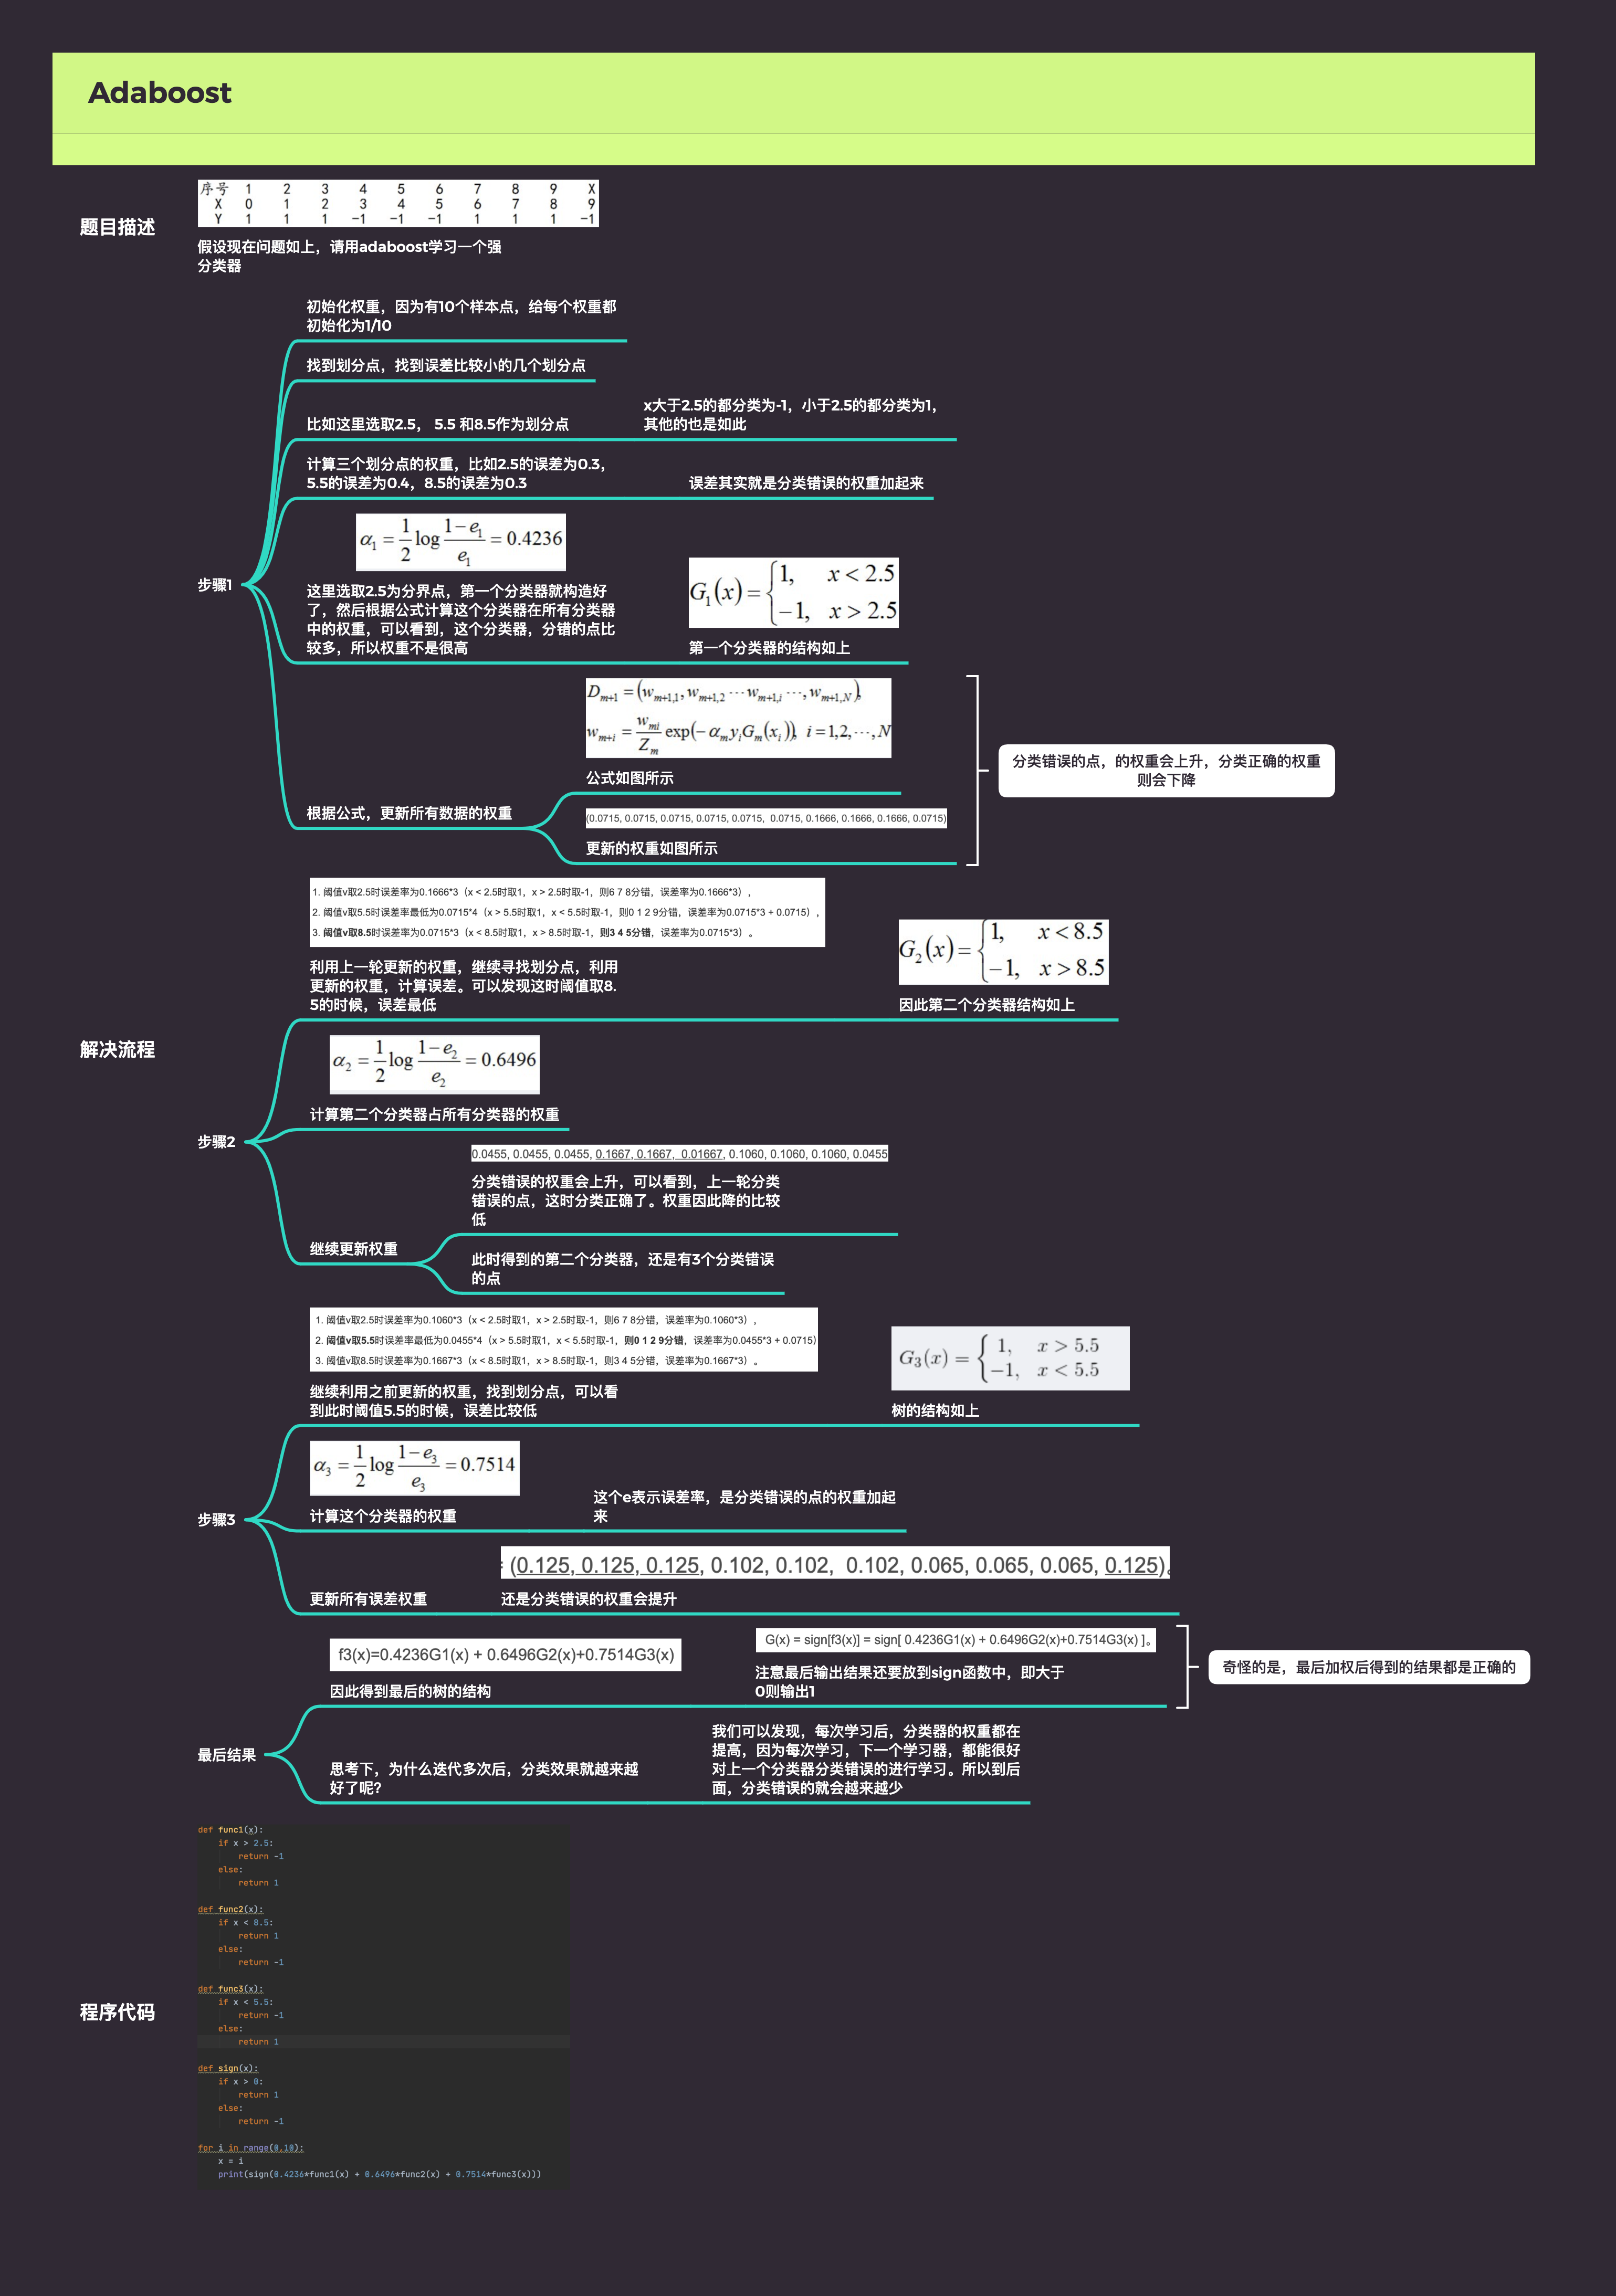 Adaboost
题目描述
序号 1 2 3 4 5 6 7 8 9 X
X 0 1 2 3 4 5 6 7 8 9
Y 1 1 1 -1 -1 -1 1 1 1 -1
假设现在问题如上，请用adaboost学习一个强
分类器
解决流程
步骤1
初始化权重，因为有10个样本点，给每个权重都
初始化为1/10
找到划分点，找到误差比较小的几个划分点
比如这里选取2.5， 5.5 和8.5作为划分点
x大于2.5的都分类为-1，小于2.5的都分类为1，
其他的也是如此
计算三个划分点的权重，比如2.5的误差为0.3，
5.5的误差为0.4，8.5的误差为0.3
误差其实就是分类错误的权重加起来
α₁ = 1/2 log (1−e₁)/e₁ = 0.4236
这里选取2.5为分界点，第一个分类器就构造好
了，然后根据公式计算这个分类器在所有分类器
中的权重，可以看到，这个分类器，分错的点比
较多，所以权重不是很高
G₁(x) = { 1, x < 2.5
−1, x > 2.5
第一个分类器的结构如上
根据公式，更新所有数据的权重
D_{m+1} = (w_{m+1,1}, w_{m+1,2} ⋯ w_{m+1,i} ⋯, w_{m+1,N}),
w_{m+i} = w_{mi}/Z_m exp(−α_m y_i G_m(x_i)), i = 1,2,⋯,N
公式如图所示
(0.0715, 0.0715, 0.0715, 0.0715, 0.0715, 0.0715, 0.1666, 0.1666, 0.1666, 0.0715)
更新的权重如图所示
分类错误的点，的权重会上升，分类正确的权重
则会下降
步骤2
1. 阈值v取2.5时误差率为0.1666*3（x < 2.5时取1，x > 2.5时取-1，则6 7 8分错，误差率为0.1666*3），
2. 阈值v取5.5时误差率最低为0.0715*4（x > 5.5时取1，x < 5.5时取-1，则0 1 2 9分错，误差率为0.0715*3 + 0.0715），
3. 阈值v取8.5时误差率为0.0715*3（x < 8.5时取1，x > 8.5时取-1，则3 4 5分错，误差率为0.0715*3）。
利用上一轮更新的权重，继续寻找划分点，利用
更新的权重，计算误差。可以发现这时阈值取8.
5的时候，误差最低
G₂(x) = { 1, x < 8.5
−1, x > 8.5
因此第二个分类器结构如上
α₂ = 1/2 log (1−e₂)/e₂ = 0.6496
计算第二个分类器占所有分类器的权重
继续更新权重
0.0455, 0.0455, 0.0455, 0.1667, 0.1667, 0.01667, 0.1060, 0.1060, 0.1060, 0.0455
分类错误的权重会上升，可以看到，上一轮分类
错误的点，这时分类正确了。权重因此降的比较
低
此时得到的第二个分类器，还是有3个分类错误
的点
步骤3
1. 阈值v取2.5时误差率为0.1060*3（x < 2.5时取1，x > 2.5时取-1，则6 7 8分错，误差率为0.1060*3），
2. 阈值v取5.5时误差率最低为0.0455*4（x > 5.5时取1，x < 5.5时取-1，则0 1 2 9分错，误差率为0.0455*3 + 0.0715）
3. 阈值v取8.5时误差率为0.1667*3（x < 8.5时取1，x > 8.5时取-1，则3 4 5分错，误差率为0.1667*3）。
继续利用之前更新的权重，找到划分点，可以看
到此时阈值5.5的时候，误差比较低
G₃(x) = { 1, x > 5.5
−1, x < 5.5
树的结构如上
α₃ = 1/2 log (1−e₃)/e₃ = 0.7514
计算这个分类器的权重
这个e表示误差率，是分类错误的点的权重加起
来
更新所有误差权重
(0.125, 0.125, 0.125, 0.102, 0.102, 0.102, 0.065, 0.065, 0.065, 0.125)。
还是分类错误的权重会提升
最后结果
f3(x)=0.4236G1(x) + 0.6496G2(x)+0.7514G3(x)
因此得到最后的树的结构
G(x) = sign[f3(x)] = sign[ 0.4236G1(x) + 0.6496G2(x)+0.7514G3(x) ]。
注意最后输出结果还要放到sign函数中，即大于
0则输出1
奇怪的是，最后加权后得到的结果都是正确的
思考下，为什么迭代多次后，分类效果就越来越
好了呢?
我们可以发现，每次学习后，分类器的权重都在
提高，因为每次学习，下一个学习器，都能很好
对上一个分类器分类错误的进行学习。所以到后
面，分类错误的就会越来越少
程序代码
def func1(x):
if x > 2.5:
return -1
else:
return 1
def func2(x):
if x < 8.5:
return 1
else:
return -1
def func3(x):
if x < 5.5:
return -1
else:
return 1
def sign(x):
if x > 0:
return 1
else:
return -1
for i in range(0,10):
x = i
print(sign(0.4236*func1(x) + 0.6496*func2(x) + 0.7514*func3(x)))